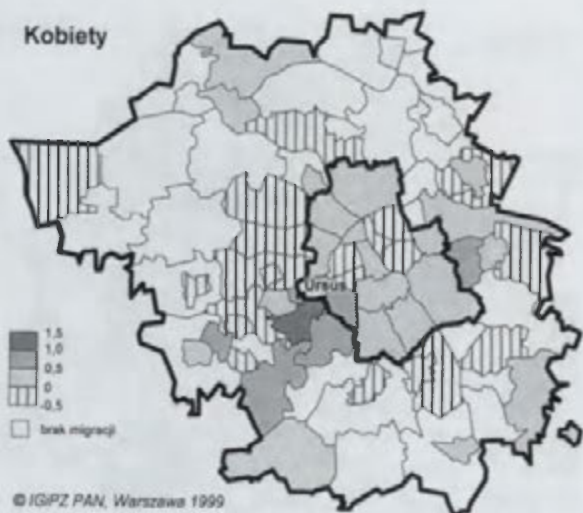 Kobiety
Ursus
1,5
1,0
0,5
0
-0,5
brak migracji
© IGiPZ PAN, Warszawa 1999